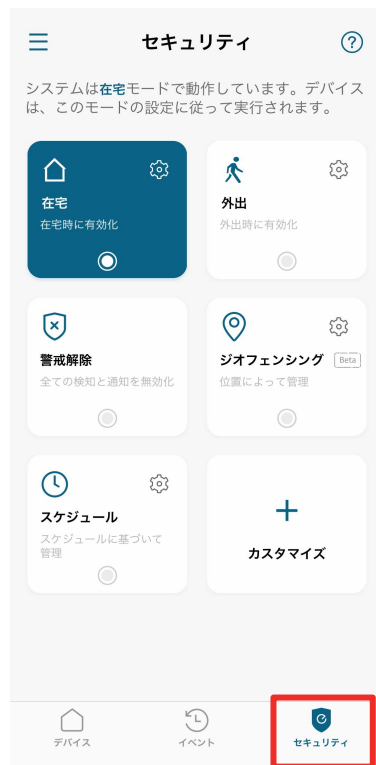 セキュリティ
システムは在宅モードで動作しています。デバイス
は、このモードの設定に従って実行されます。
在宅
在宅時に有効化
外出
外出時に有効化
警戒解除
全ての検知と通知を無効化
ジオフェンシング Beta
位置によって管理
スケジュール
スケジュールに基づいて
管理
カスタマイズ
デバイス
イベント
セキュリティ